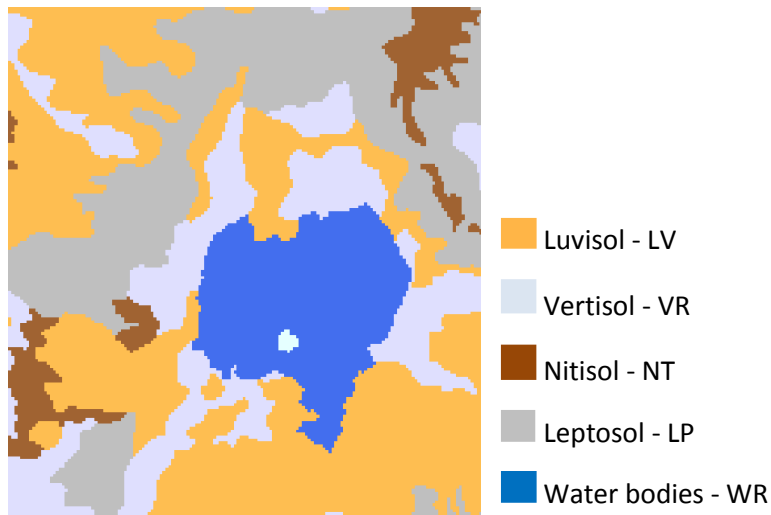 Luvisol - LV
Vertisol - VR
Nitisol - NT
Leptosol - LP
Water bodies - WR